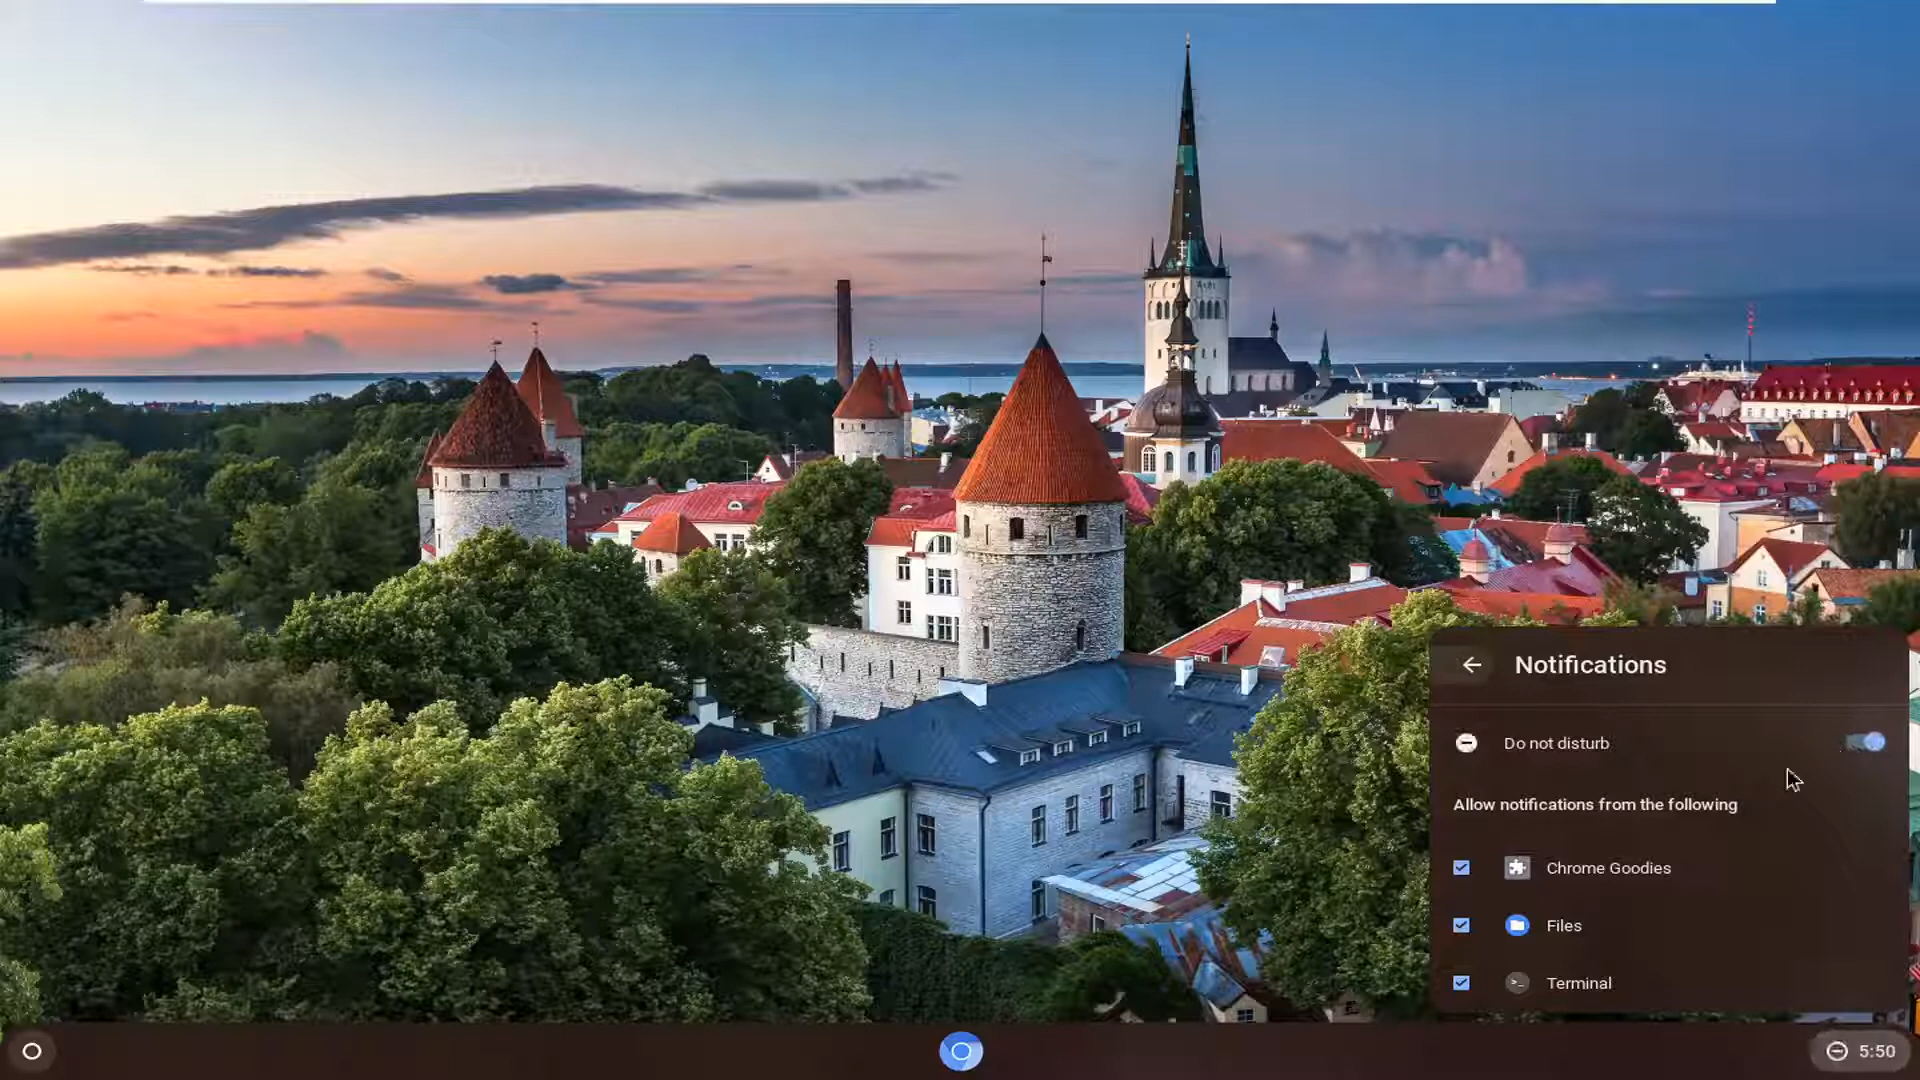 Notifications
Do not disturb
Allow notifications from the following
Chrome Goodies
Files
Terminal
5:50